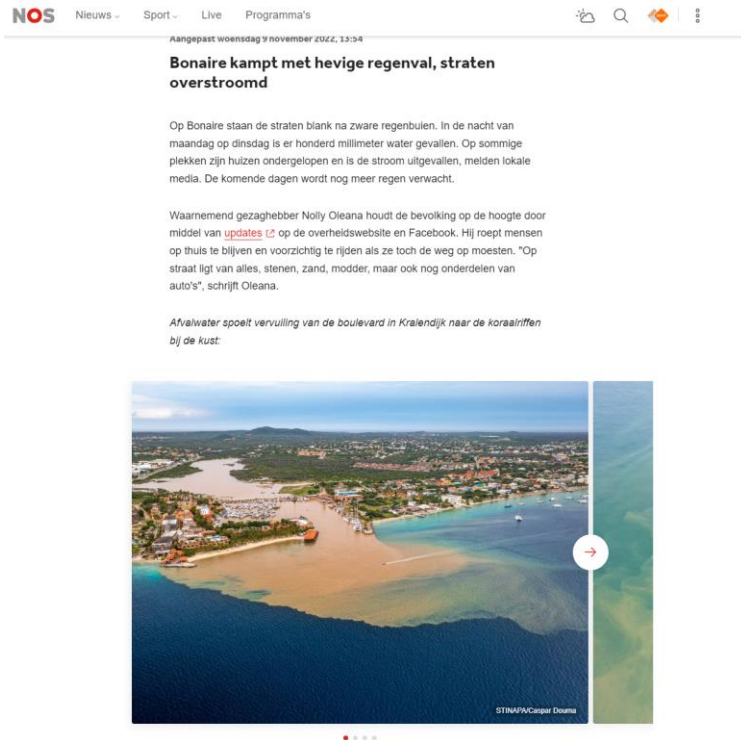 NOS Nieuws Sport Live Programma's
Aangepast woensdag 9 november 2022, 13:54
Bonaire kampt met hevige regenval, straten
overstroomd
Op Bonaire staan de straten blank na zware regenbuien. In de nacht van
maandag op dinsdag is er honderd millimeter water gevallen. Op sommige
plekken zijn huizen ondergelopen en is de stroom uitgevallen, melden lokale
media. De komende dagen wordt nog meer regen verwacht.
Waarnemend gezaghebber Nolly Oleana houdt de bevolking op de hoogte door
middel van updates op de overheidswebsite en Facebook. Hij roept mensen
op thuis te blijven en voorzichtig te rijden als ze toch de weg op moesten. "Op
straat ligt van alles, stenen, zand, modder, maar ook nog onderdelen van
auto's", schrijft Oleana.
Afvalwater spoelt vervuiling van de boulevard in Kralendijk naar de koraalriffen
bij de kust:
STINAPA/Caspar Douma